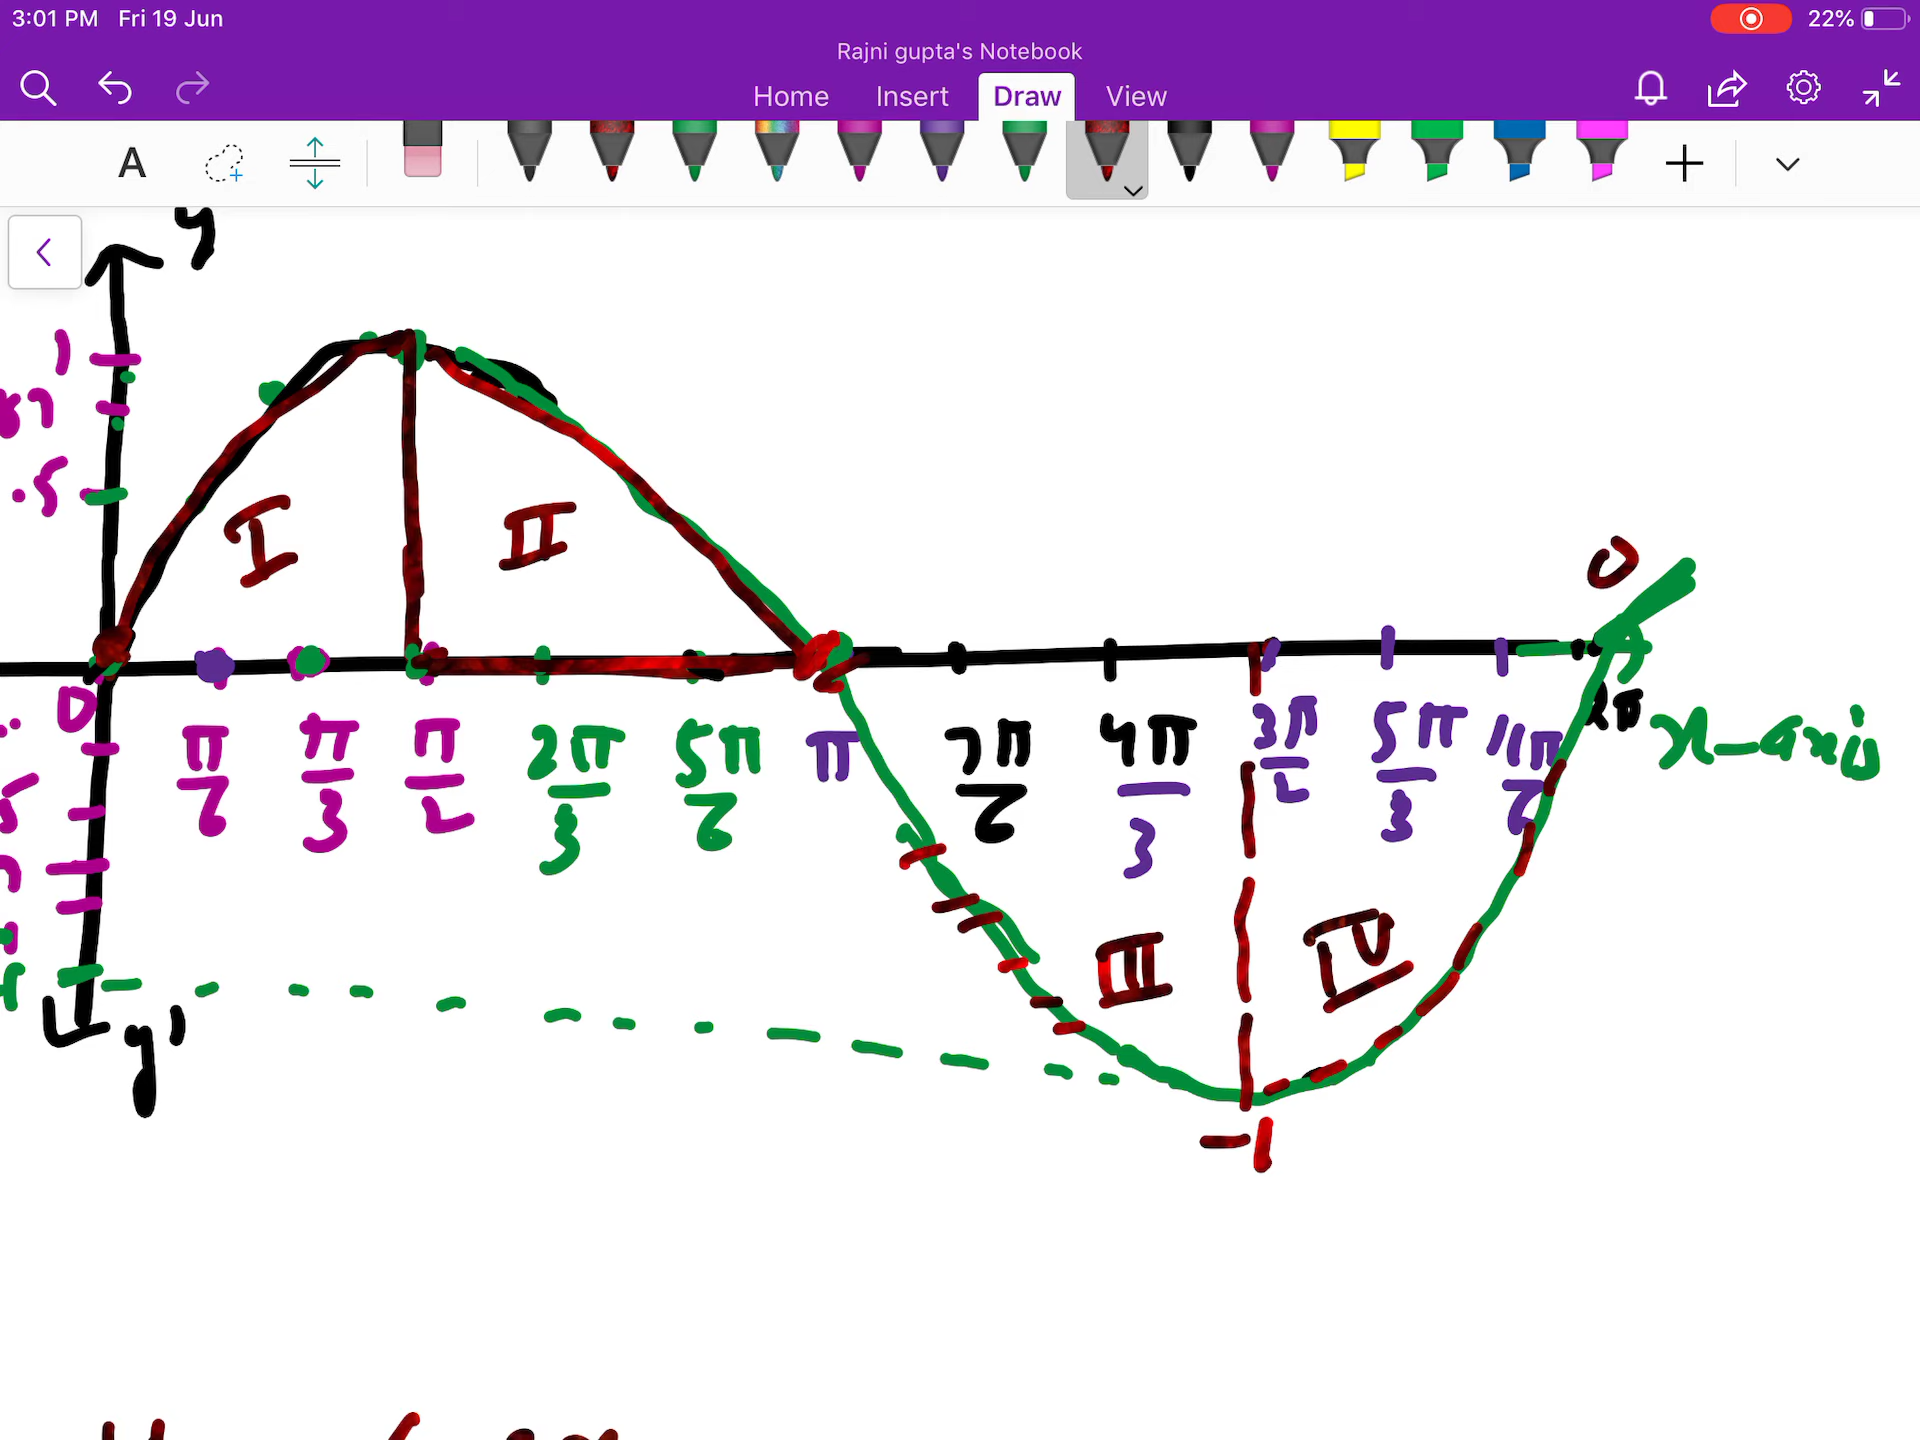 3:01 PM Fri 19 Jun
22%
Rajni gupta's Notebook
Home Insert Draw View
A
y
1
.5
I
II
0
0
π/6 π/3 π/2 2π/3 5π/6 π 7π/6 4π/3 3π/2 5π/3 11π/6 2π
x-axis
III
IV
y'
-1